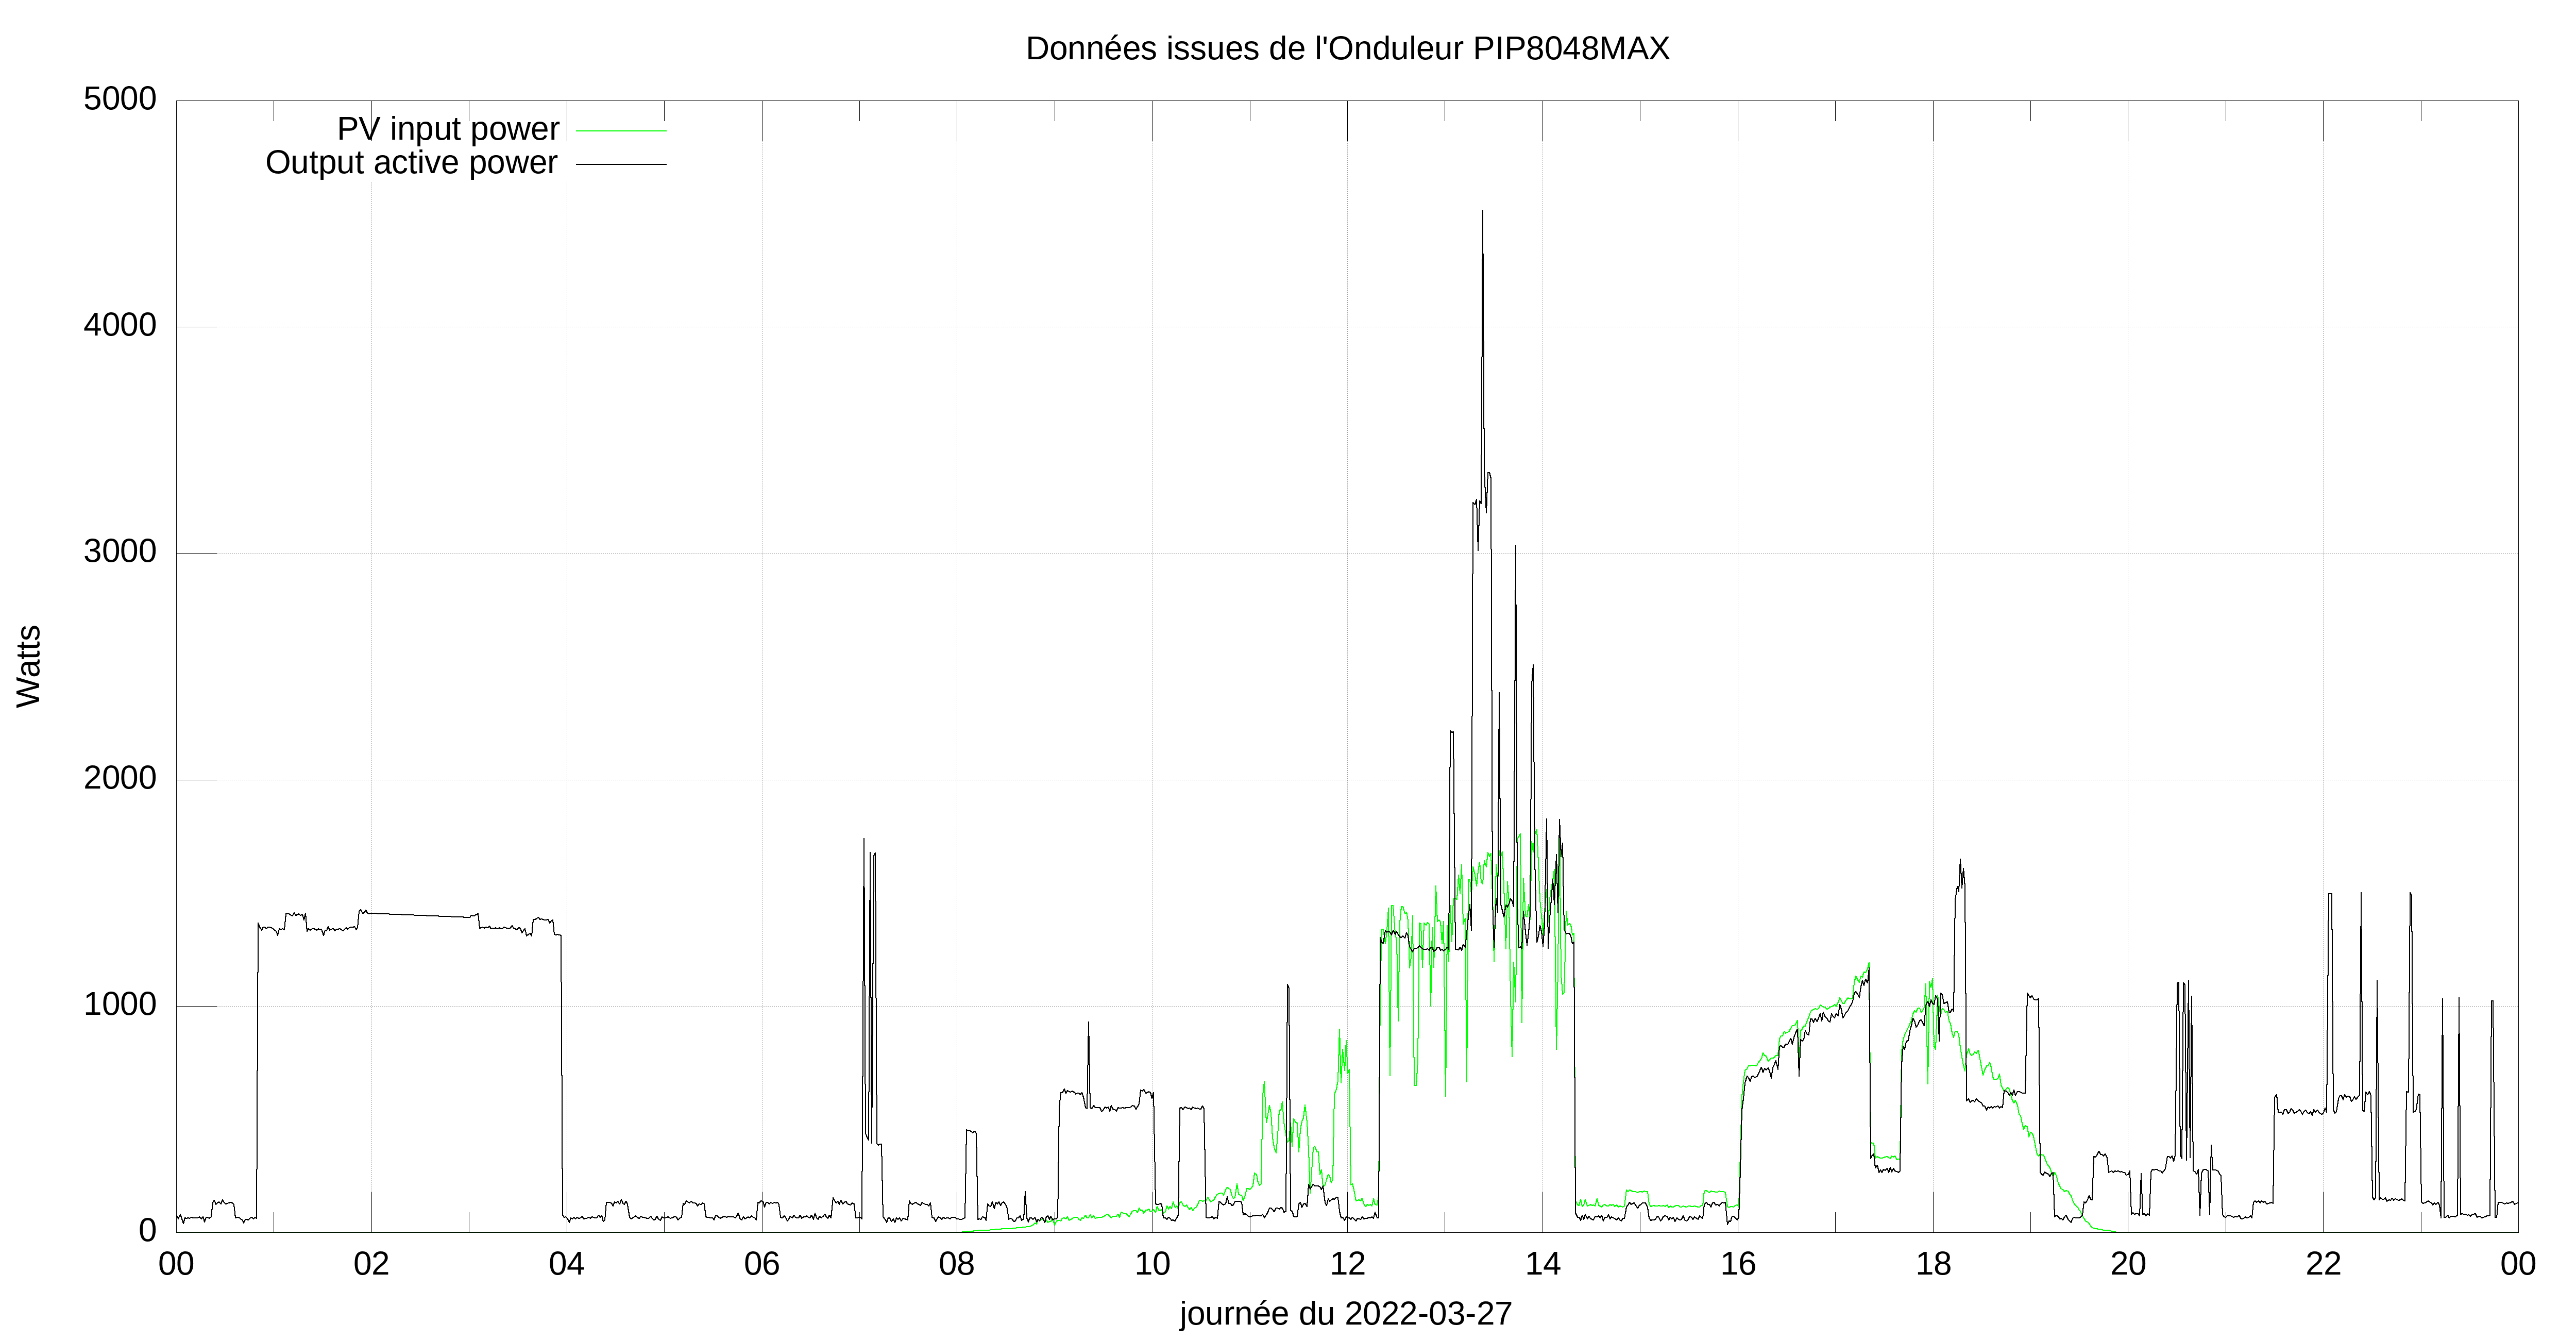 Données issues de l'Onduleur PIP8048MAX
5000
PV input power
Output active power
4000
3000
Watts
2000
1000
0
00 02 04 06 08 10 12 14 16 18 20 22 00
journée du 2022-03-27